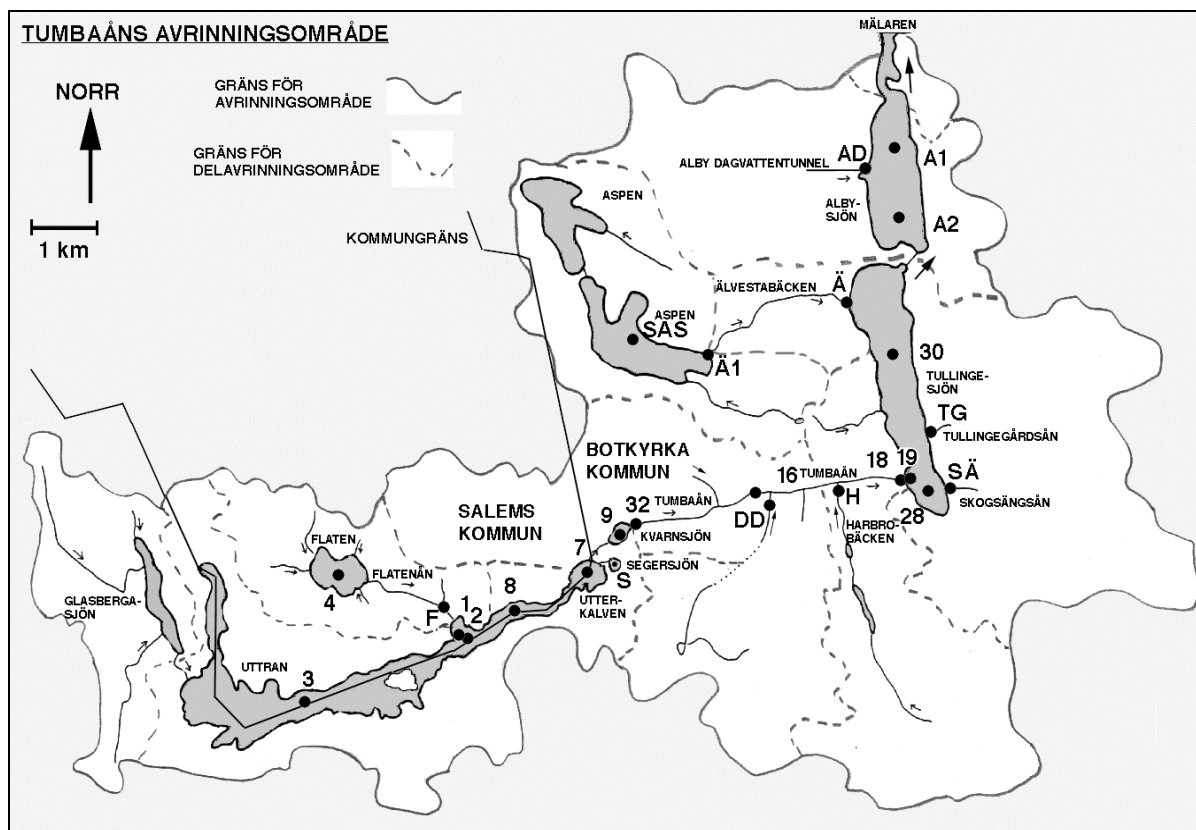 TUMBAÅNS AVRINNINGSOMRÅDE
MÄLAREN
NORR
GRÄNS FÖR
AVRINNINGSOMRÅDE
GRÄNS FÖR
DELAVRINNINGSOMRÅDE
1 km
KOMMUNGRÄNS
AD
A1
ALBY DAGVATTENTUNNEL
ASPEN
ALBY-
SJÖN
A2
ÄLVESTABÄCKEN
Ä
ASPEN
SAS
Ä1
30
TULLINGE-
SJÖN
TG
TULLINGEGÅRDSÅN
BOTKYRKA
KOMMUN
16
TUMBAÅN
18
19
SÄ
SKOGSÄNGSÅN
28
9
32
TUMBAÅN
DD
H
HARBRO-
BÄCKEN
KVARNSJÖN
SALEMS
KOMMUN
7
S
SEGERSJÖN
UTTER-
KALVEN
FLATEN
4
FLATENÅN
8
F
1
2
GLASBERGA-
SJÖN
UTTRAN
3